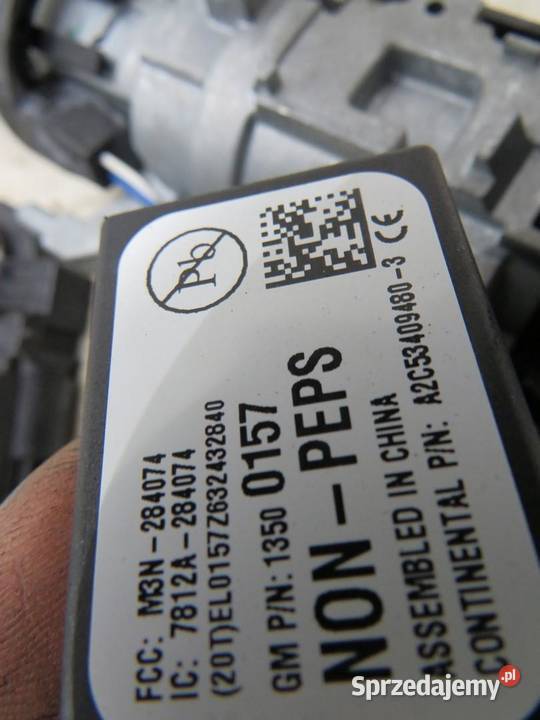 Pb
CE
FCC: M3N-284074
IC: 7812A-284074
(20T)EL0157Z632432840
GM P/N: 1350 0157
NON-PEPS
ASSEMBLED IN CHINA
CONTINENTAL P/N: A2C53409480-3
Sprzedajemy.pl